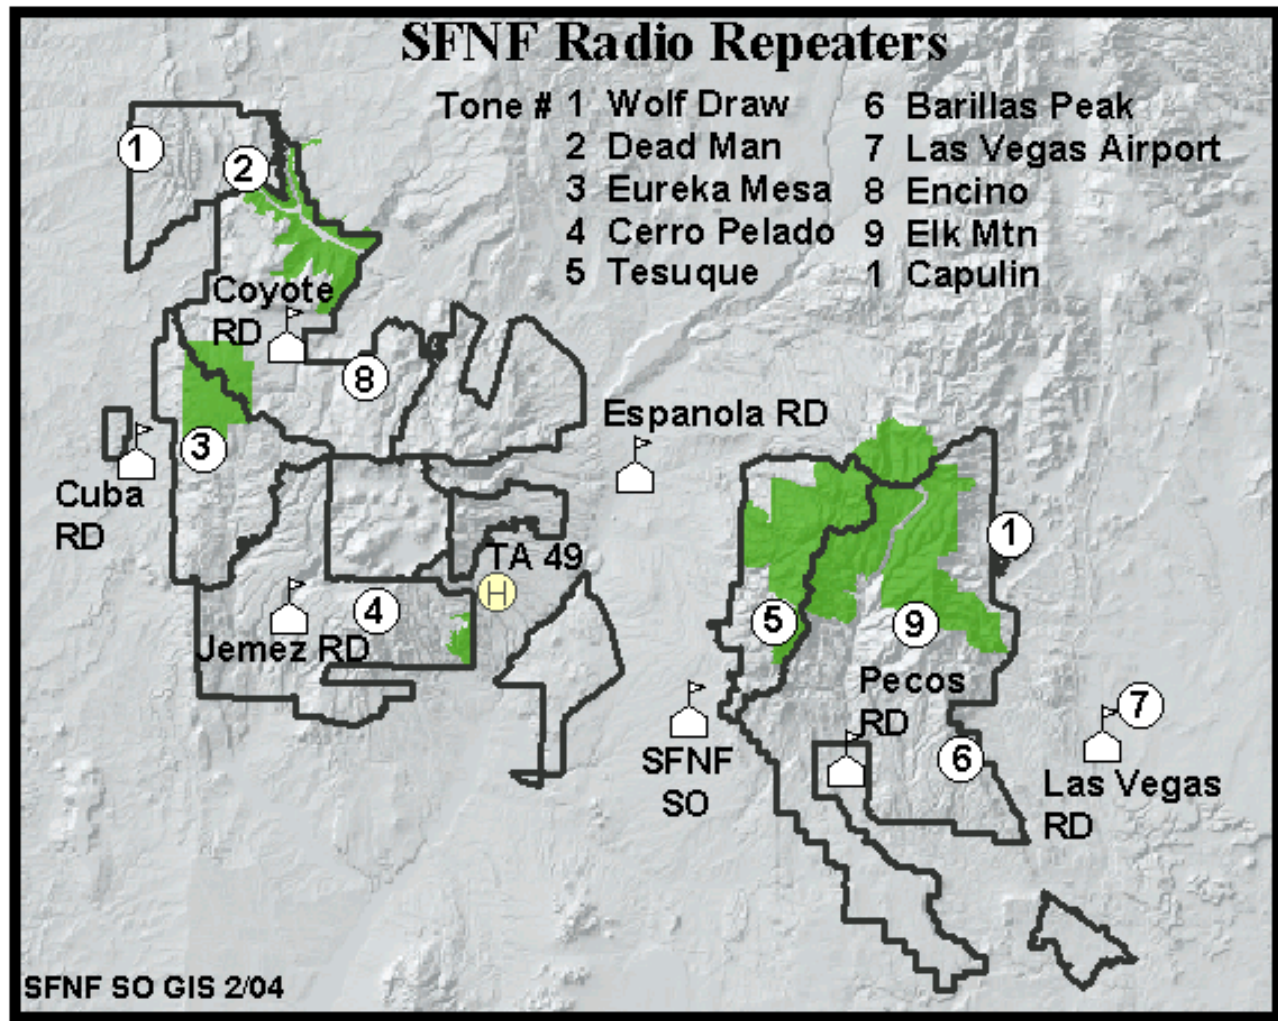 SFNF Radio Repeaters
Tone # 1 Wolf Draw 6 Barillas Peak
2 Dead Man 7 Las Vegas Airport
3 Eureka Mesa 8 Encino
4 Cerro Pelado 9 Elk Mtn
5 Tesuque 1 Capulin
1
2
Coyote
RD
8
Espanola RD
3
Cuba
RD
1
TA 49
H
4
Jemez RD
5
9
Pecos
RD
7
SFNF
SO
6
Las Vegas
RD
SFNF SO GIS 2/04